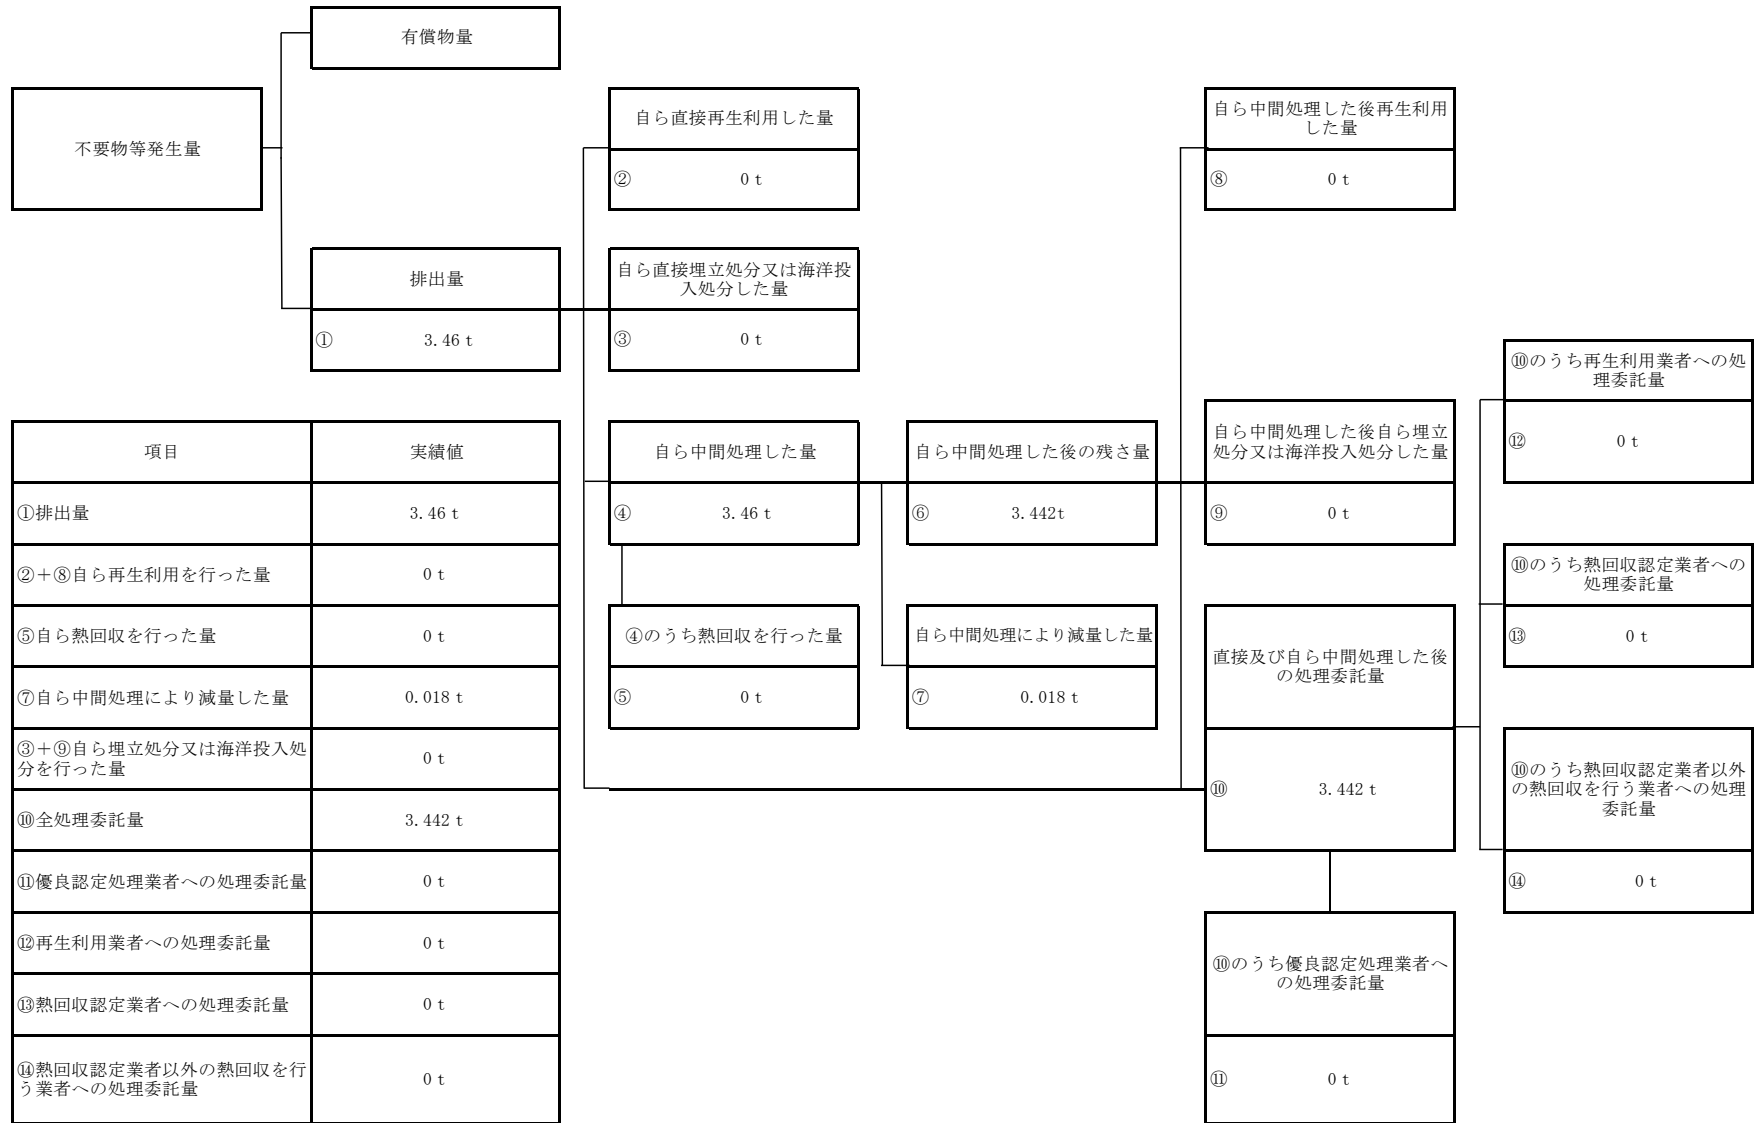 有償物量
不要物等発生量
自ら直接再生利用した量
② 0 t
自ら中間処理した後再生利用
した量
⑧ 0 t
排出量
① 3.46 t
自ら直接埋立処分又は海洋投
入処分した量
③ 0 t
⑩のうち再生利用業者への処
理委託量
⑫ 0 t
項目 実績値
①排出量 3.46 t
②＋⑧自ら再生利用を行った量 0 t
⑤自ら熱回収を行った量 0 t
⑦自ら中間処理により減量した量 0.018 t
③＋⑨自ら埋立処分又は海洋投入処
分を行った量 0 t
⑩全処理委託量 3.442 t
⑪優良認定処理業者への処理委託量 0 t
⑫再生利用業者への処理委託量 0 t
⑬熱回収認定業者への処理委託量 0 t
⑭熱回収認定業者以外の熱回収を行
う業者への処理委託量 0 t
自ら中間処理した量
④ 3.46 t
④のうち熱回収を行った量
⑤ 0 t
自ら中間処理した後の残さ量
⑥ 3.442t
自ら中間処理により減量した量
⑦ 0.018 t
自ら中間処理した後自ら埋立
処分又は海洋投入処分した量
⑨ 0 t
直接及び自ら中間処理した後
の処理委託量
⑩ 3.442 t
⑩のうち優良認定処理業者へ
の処理委託量
⑪ 0 t
⑩のうち熱回収認定業者への
処理委託量
⑬ 0 t
⑩のうち熱回収認定業者以外
の熱回収を行う業者への処理
委託量
⑭ 0 t